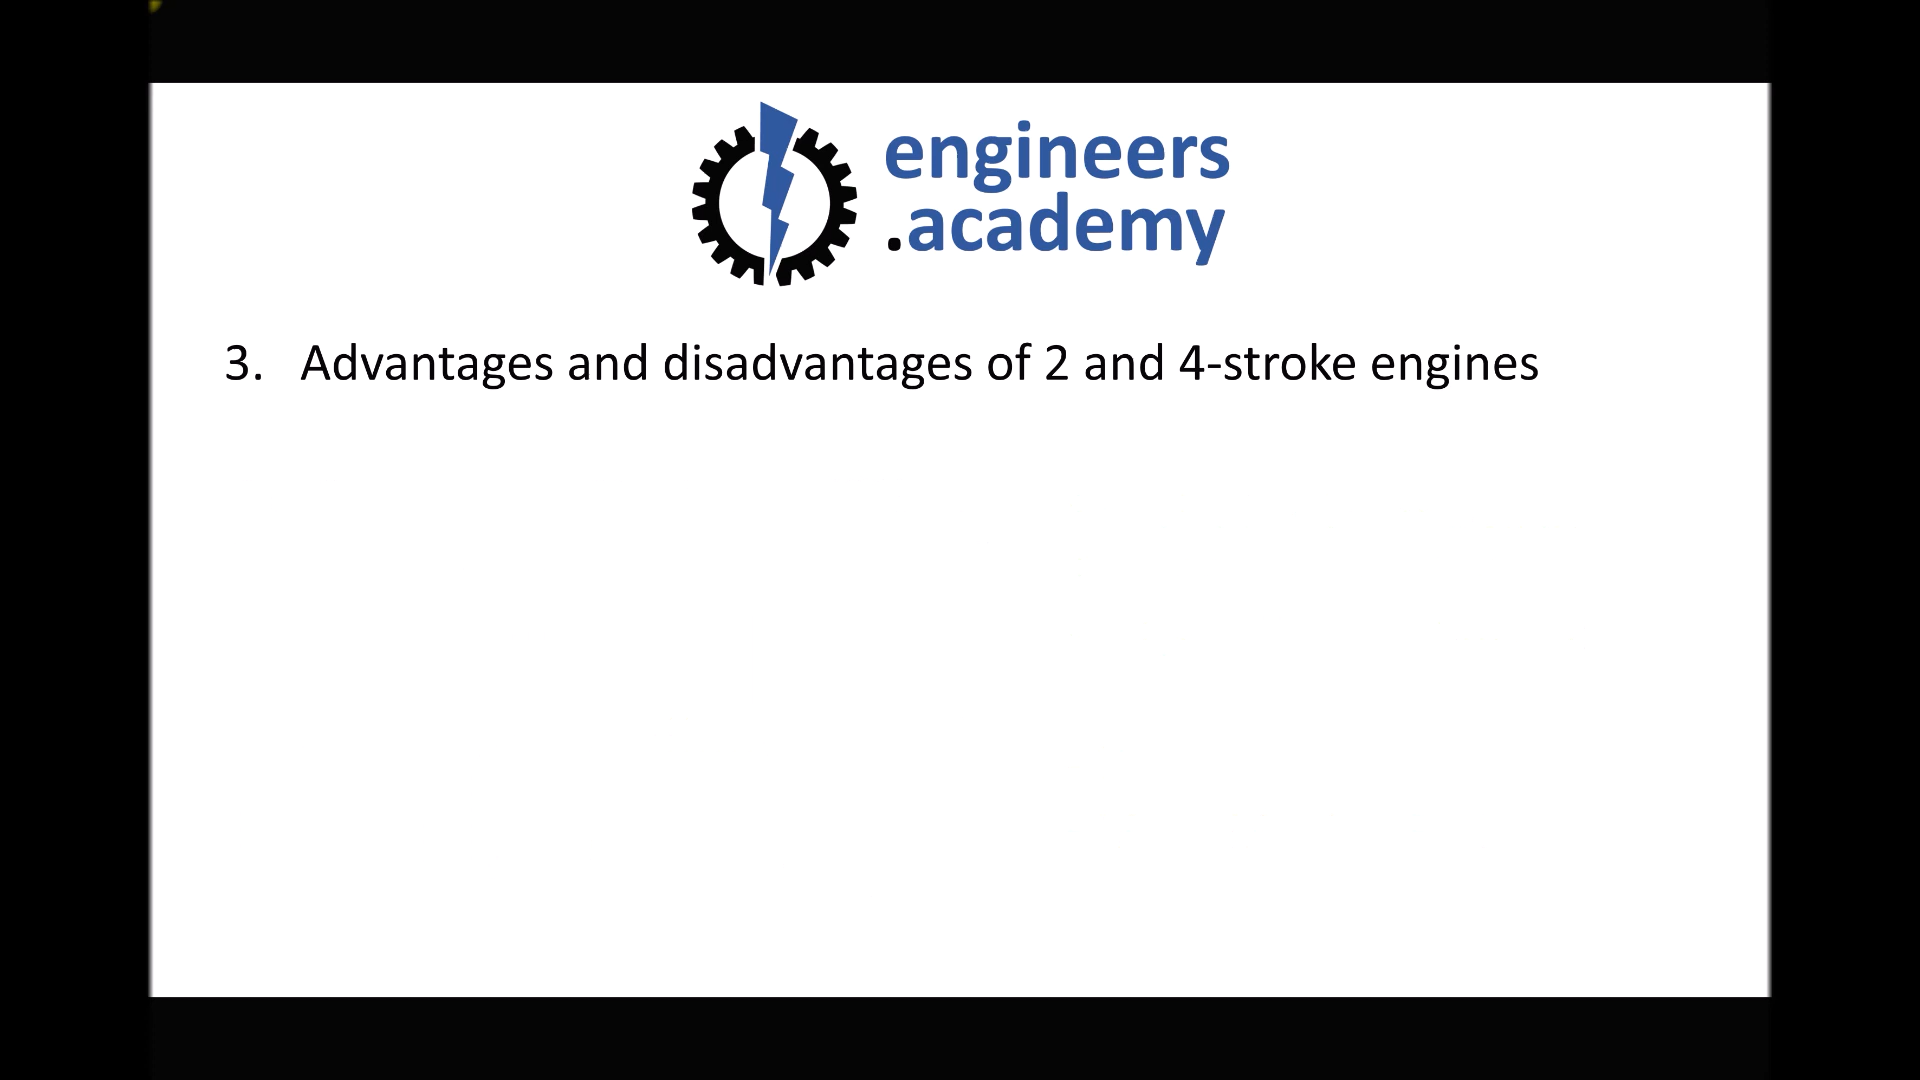 engineers
.academy
3. Advantages and disadvantages of 2 and 4-stroke engines